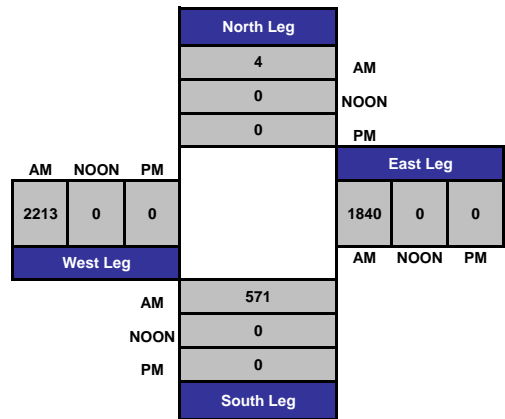 North Leg
4 AM
0 NOON
0 PM
AM NOON PM
East Leg
2213 0 0
1840 0 0
West Leg
AM NOON PM
AM 571
NOON 0
PM 0
South Leg